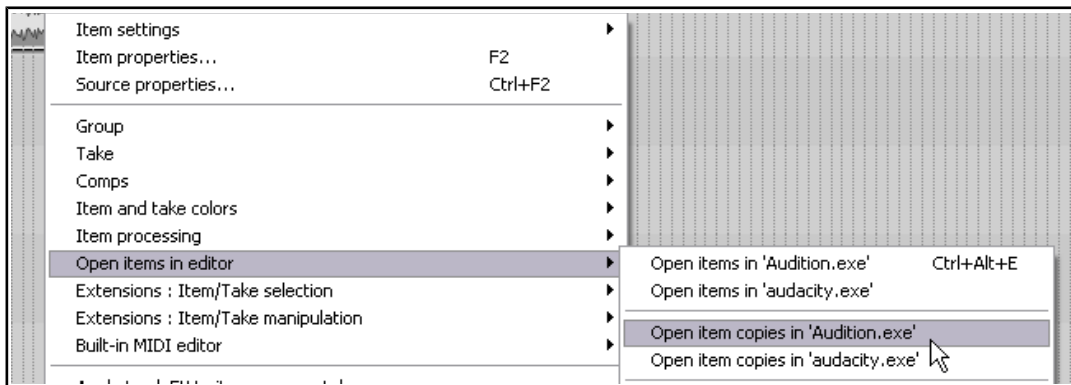 Item settings
Item properties... F2
Source properties... Ctrl+F2
Group
Take
Comps
Item and take colors
Item processing
Open items in editor
Extensions : Item/Take selection
Extensions : Item/Take manipulation
Built-in MIDI editor
Open items in 'Audition.exe' Ctrl+Alt+E
Open items in 'audacity.exe'
Open item copies in 'Audition.exe'
Open item copies in 'audacity.exe'